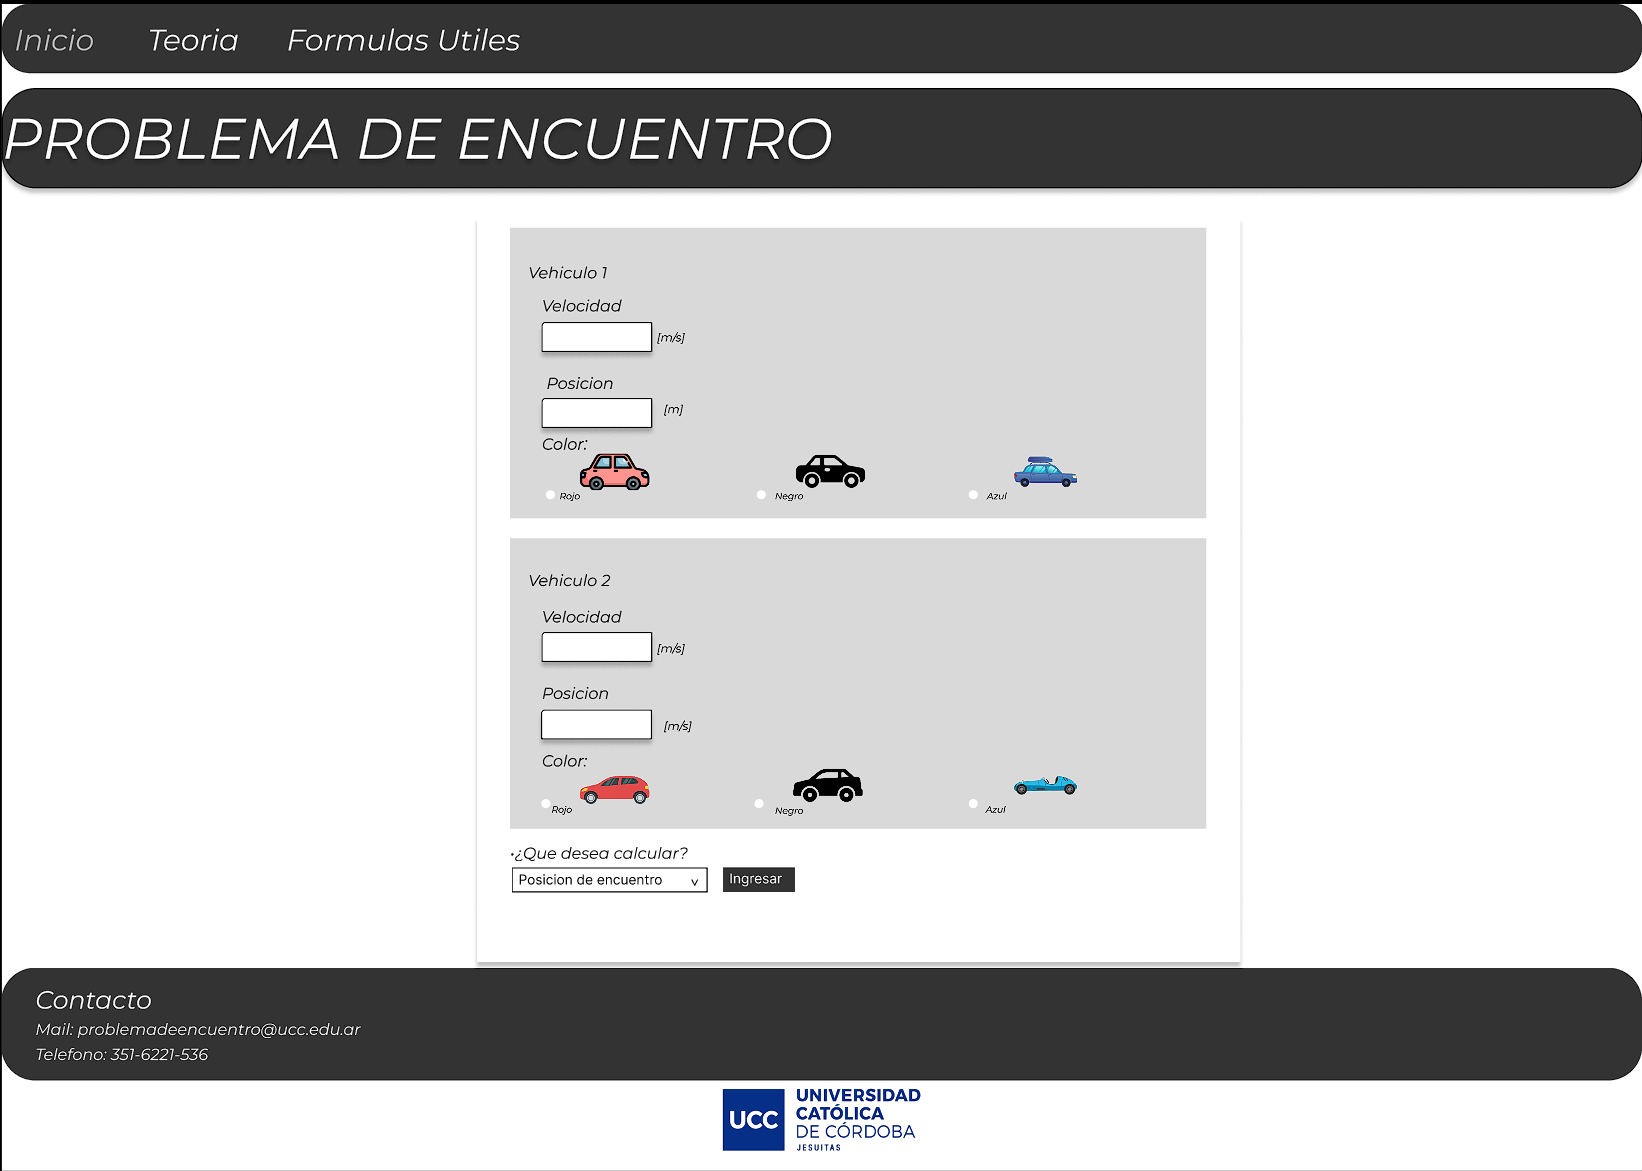 Inicio Teoria Formulas Utiles
PROBLEMA DE ENCUENTRO
Vehiculo 1
Velocidad
[m/s]
Posicion
[m]
Color:
Rojo Negro Azul
Vehiculo 2
Velocidad
[m/s]
Posicion
[m/s]
Color:
Rojo Negro Azul
·¿Que desea calcular?
Posicion de encuentro v Ingresar
Contacto
Mail: problemadeencuentro@ucc.edu.ar
Telefono: 351-6221-536
UCC
UNIVERSIDAD
CATÓLICA
DE CÓRDOBA
JESUITAS